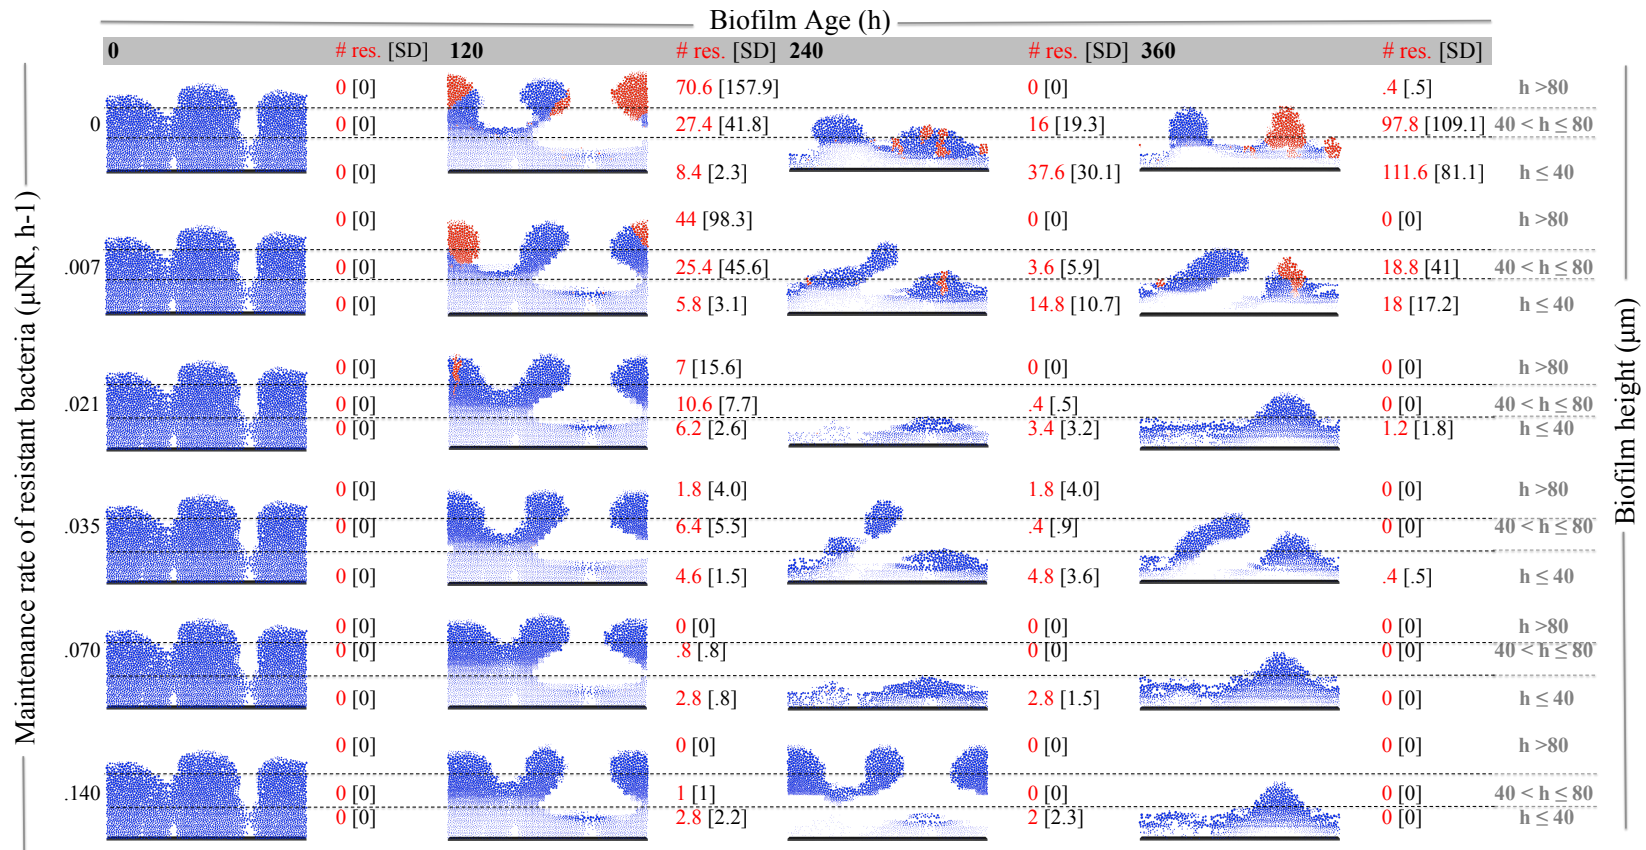 Biofilm Age (h)
0 # res. [SD] 120 # res. [SD] 240 # res. [SD] 360 # res. [SD]
Maintenance rate of resistant bacteria (µNR, h-1)
Biofilm height (µm)
0 [0] 70.6 [157.9] 0 [0] .4 [.5] h >80
0 0 [0] 27.4 [41.8] 16 [19.3] 97.8 [109.1] 40 < h ≤ 80
0 [0] 8.4 [2.3] 37.6 [30.1] 111.6 [81.1] h ≤ 40
0 [0] 44 [98.3] 0 [0] 0 [0] h >80
.007 0 [0] 25.4 [45.6] 3.6 [5.9] 18.8 [41] 40 < h ≤ 80
0 [0] 5.8 [3.1] 14.8 [10.7] 18 [17.2] h ≤ 40
0 [0] 7 [15.6] 0 [0] 0 [0] h >80
.021 0 [0] 10.6 [7.7] .4 [.5] 0 [0] 40 < h ≤ 80
0 [0] 6.2 [2.6] 3.4 [3.2] 1.2 [1.8] h ≤ 40
0 [0] 1.8 [4.0] 1.8 [4.0] 0 [0] h >80
.035 0 [0] 6.4 [5.5] .4 [.9] 0 [0] 40 < h ≤ 80
0 [0] 4.6 [1.5] 4.8 [3.6] .4 [.5] h ≤ 40
0 [0] 0 [0] 0 [0] 0 [0] h >80
.070 0 [0] .8 [.8] 0 [0] 0 [0] 40 < h ≤ 80
0 [0] 2.8 [.8] 2.8 [1.5] 0 [0] h ≤ 40
0 [0] 0 [0] 0 [0] 0 [0] h >80
.140 0 [0] 1 [1] 0 [0] 0 [0] 40 < h ≤ 80
0 [0] 2.8 [2.2] 2 [2.3] 0 [0] h ≤ 40